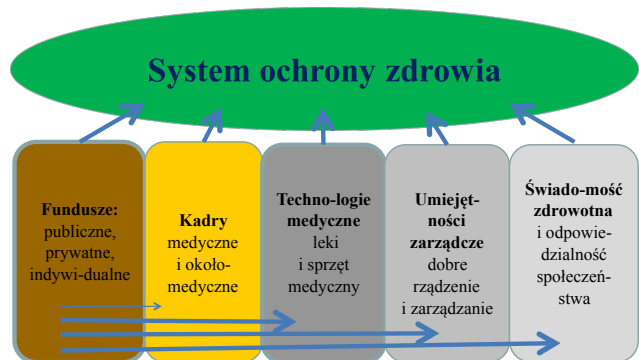 System ochrony zdrowia
Fundusze:
publiczne,
prywatne,
indywi-dualne
Kadry
medyczne
i około-
medyczne
Techno-logie
medyczne
leki
i sprzęt
medyczny
Umiejęt-
ności
zarządcze
dobre
rządzenie
i zarządzanie
Świado-mość
zdrowotna
i odpowie-
dzialność
społeczeń-
stwa